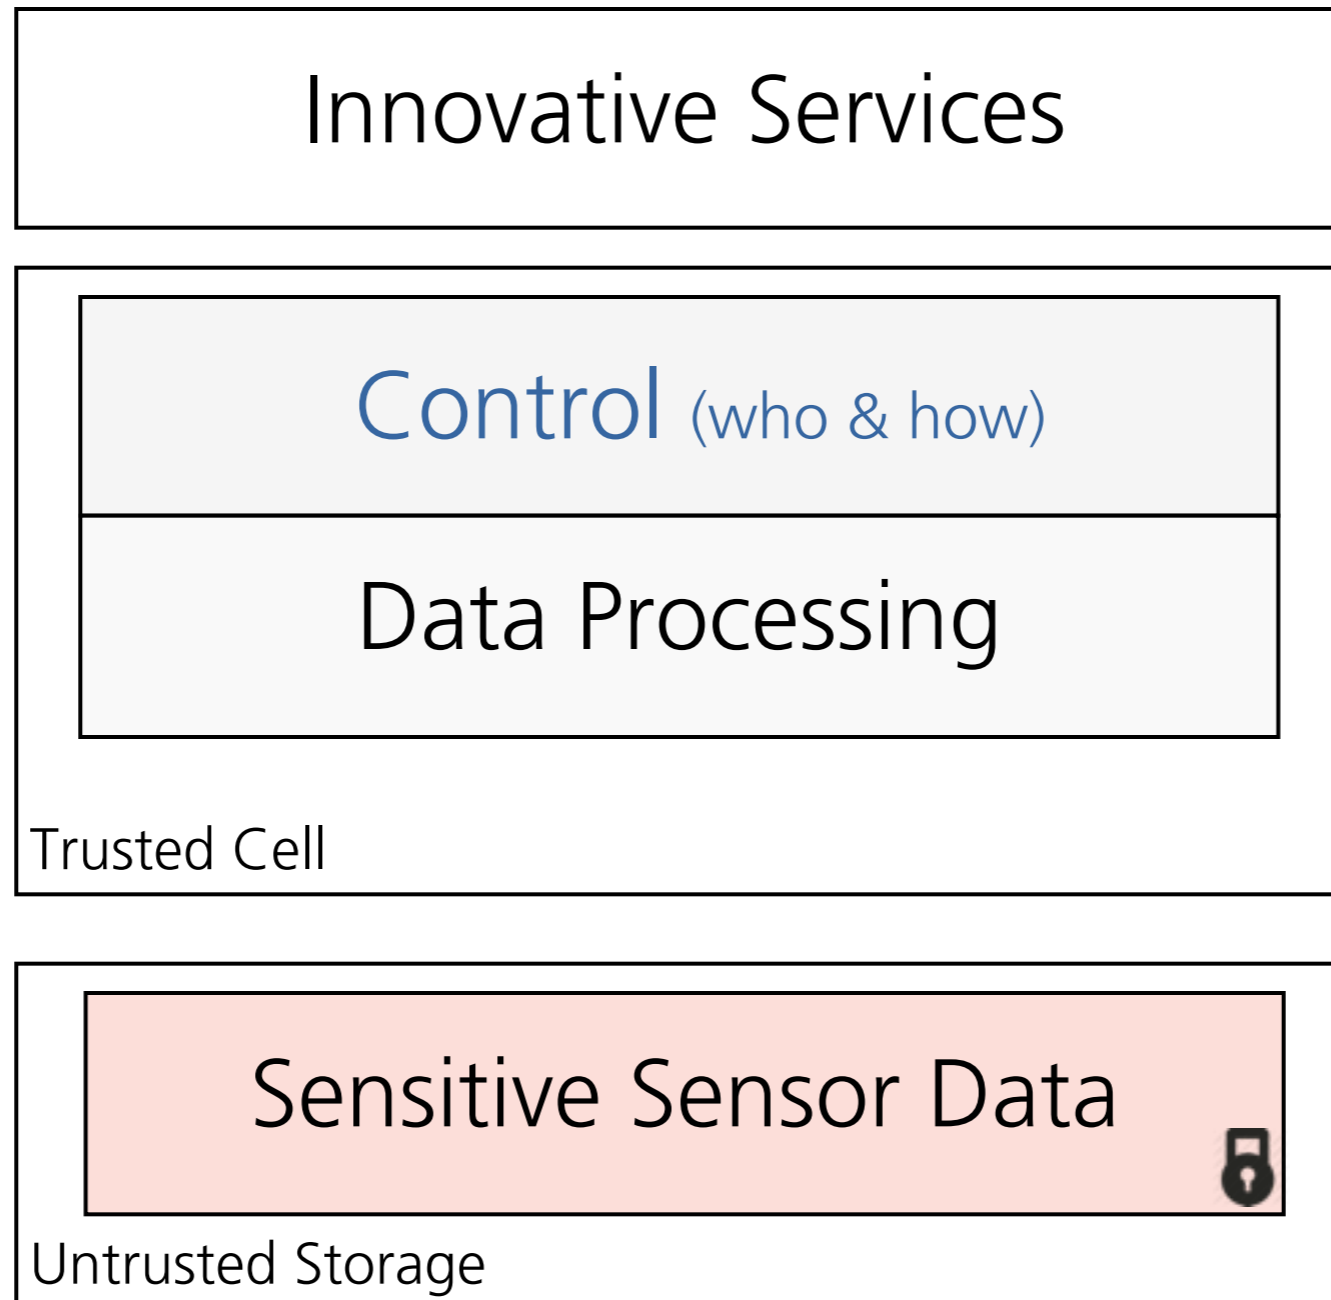 Innovative Services
Control (who & how)
Data Processing
Trusted Cell
Sensitive Sensor Data
Untrusted Storage